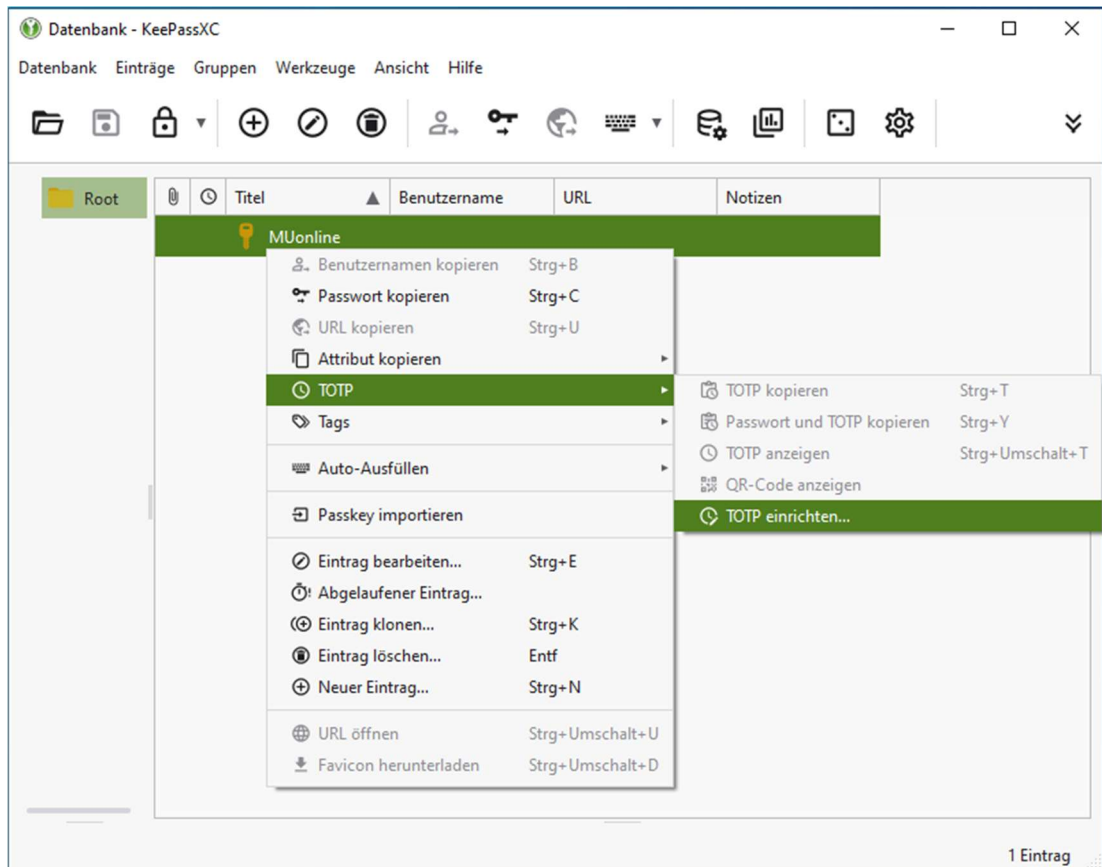 Datenbank - KeePassXC
Datenbank Einträge Gruppen Werkzeuge Ansicht Hilfe
Root
Titel Benutzername URL Notizen
MUonline
Benutzernamen kopieren Strg+B
Passwort kopieren Strg+C
URL kopieren Strg+U
Attribut kopieren
TOTP
Tags
Auto-Ausfüllen
Passkey importieren
Eintrag bearbeiten... Strg+E
Abgelaufener Eintrag...
Eintrag klonen... Strg+K
Eintrag löschen... Entf
Neuer Eintrag... Strg+N
URL öffnen Strg+Umschalt+U
Favicon herunterladen Strg+Umschalt+D
TOTP kopieren Strg+T
Passwort und TOTP kopieren Strg+Y
TOTP anzeigen Strg+Umschalt+T
QR-Code anzeigen
TOTP einrichten...
1 Eintrag